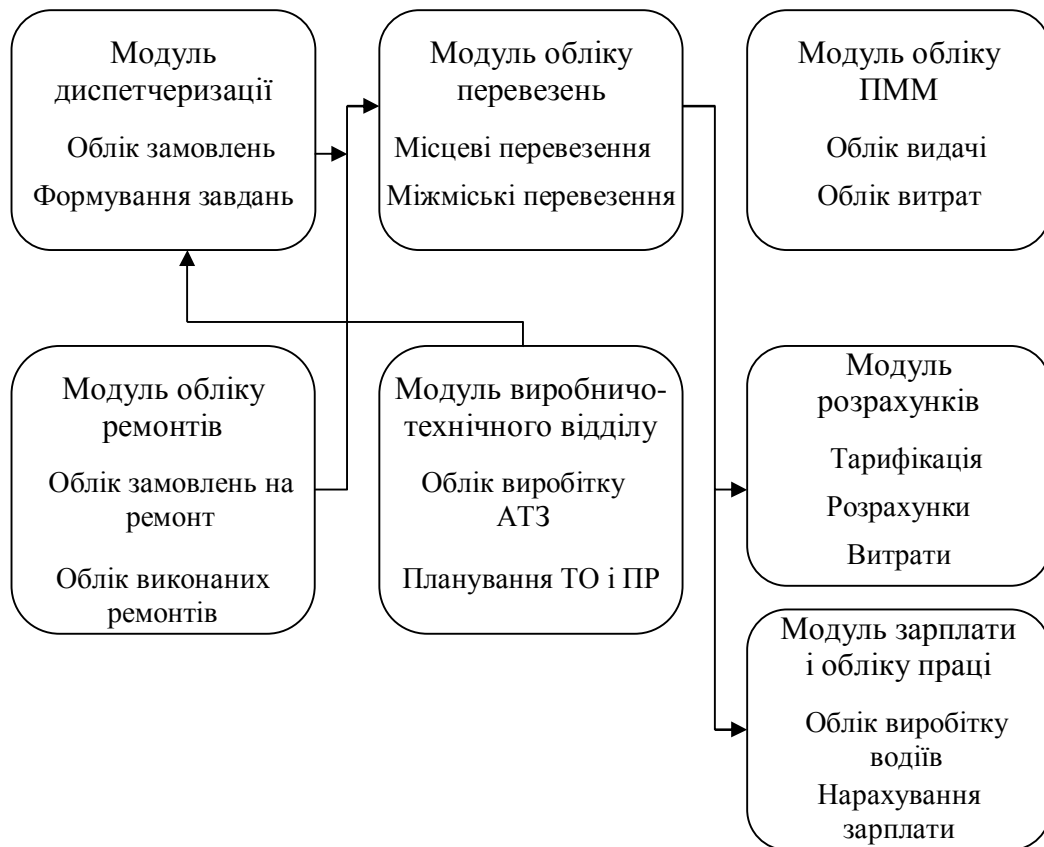 Модуль
диспетчеризації
Облік замовлень
Формування завдань
Модуль обліку
перевезень
Місцеві перевезення
Міжміські перевезення
Модуль обліку
ПММ
Облік видачі
Облік витрат
Модуль обліку
ремонтів
Облік замовлень на
ремонт
Облік виконаних
ремонтів
Модуль виробничо-
технічного відділу
Облік виробітку
АТЗ
Планування ТО і ПР
Модуль
розрахунків
Тарифікація
Розрахунки
Витрати
Модуль зарплати
і обліку праці
Облік виробітку
водіїв
Нарахування
зарплати